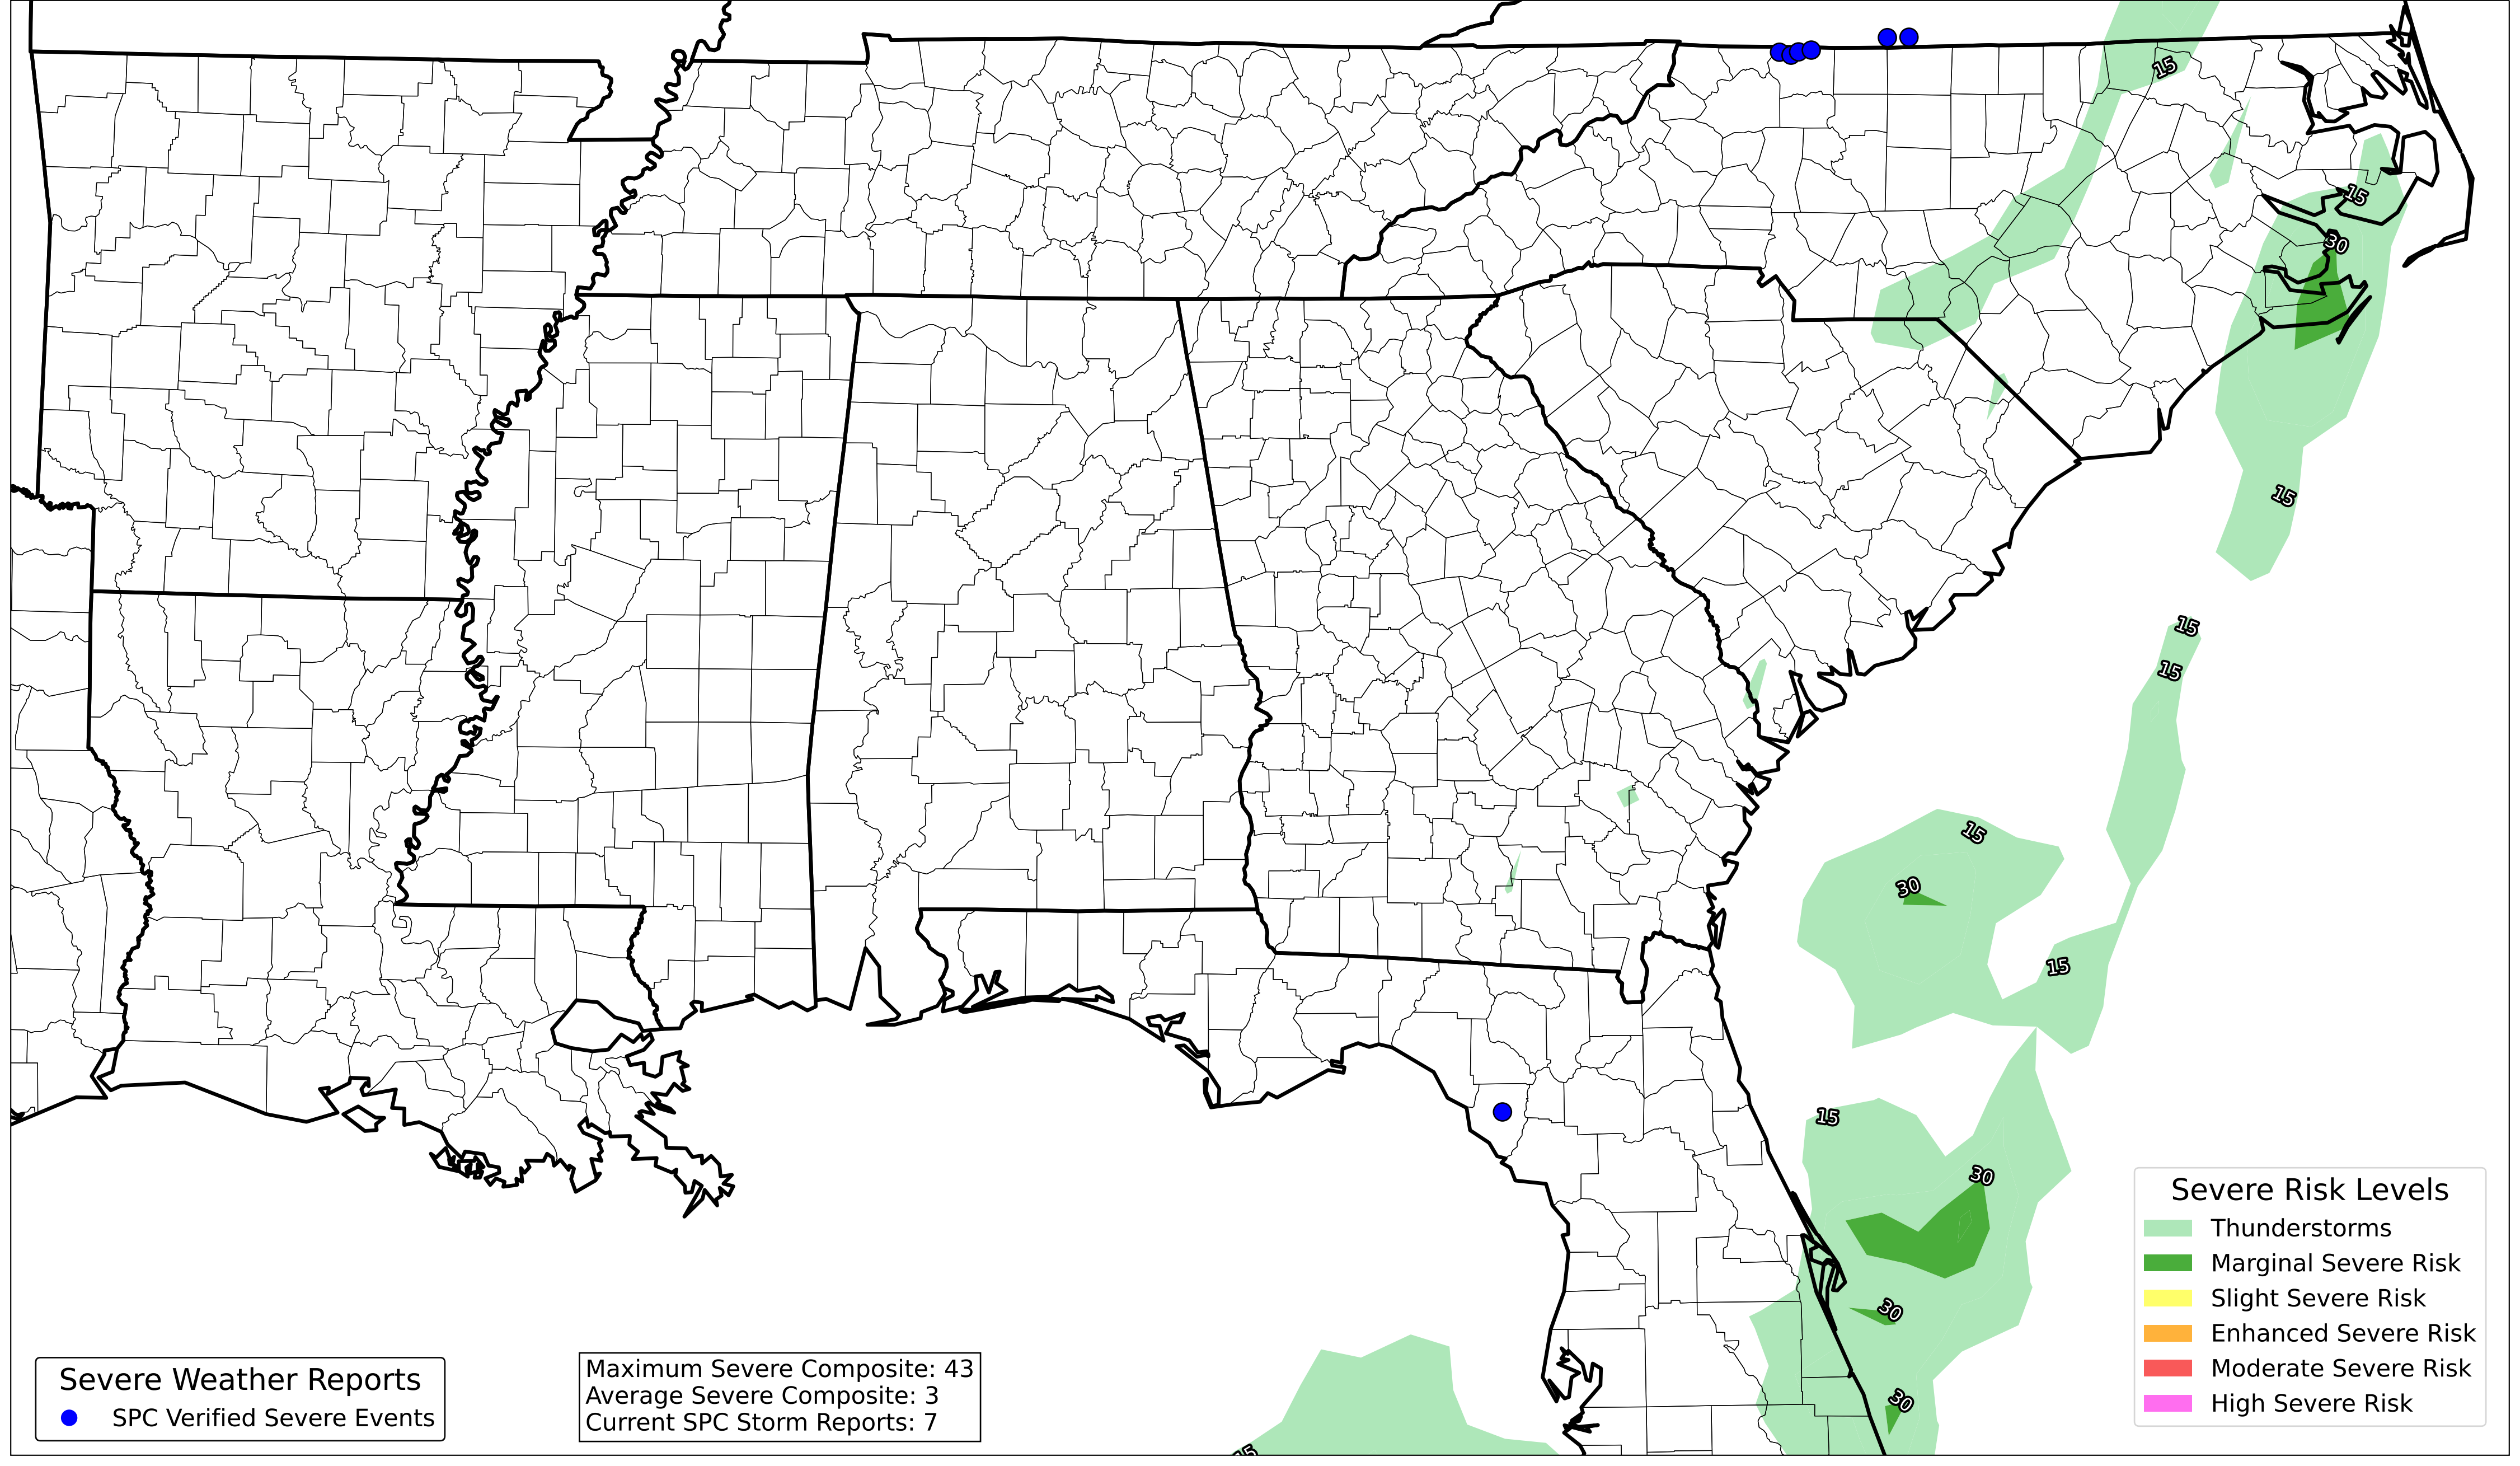 15
15
30
15
15
15
15
30
15
15
30
30
30
15
Severe Risk Levels
Thunderstorms
Marginal Severe Risk
Slight Severe Risk
Enhanced Severe Risk
Moderate Severe Risk
High Severe Risk
Severe Weather Reports
SPC Verified Severe Events
Maximum Severe Composite: 43
Average Severe Composite: 3
Current SPC Storm Reports: 7